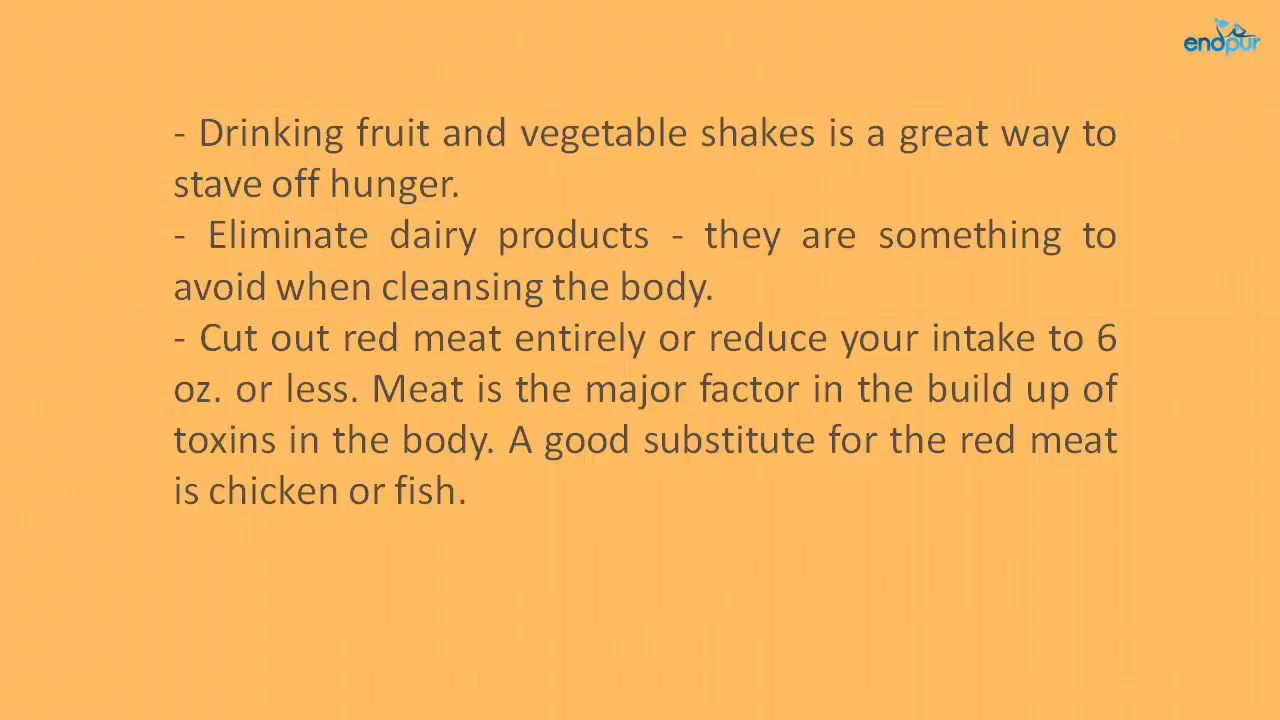 endpur
- Drinking fruit and vegetable shakes is a great way to
stave off hunger.
- Eliminate dairy products - they are something to
avoid when cleansing the body.
- Cut out red meat entirely or reduce your intake to 6
oz. or less. Meat is the major factor in the build up of
toxins in the body. A good substitute for the red meat
is chicken or fish.